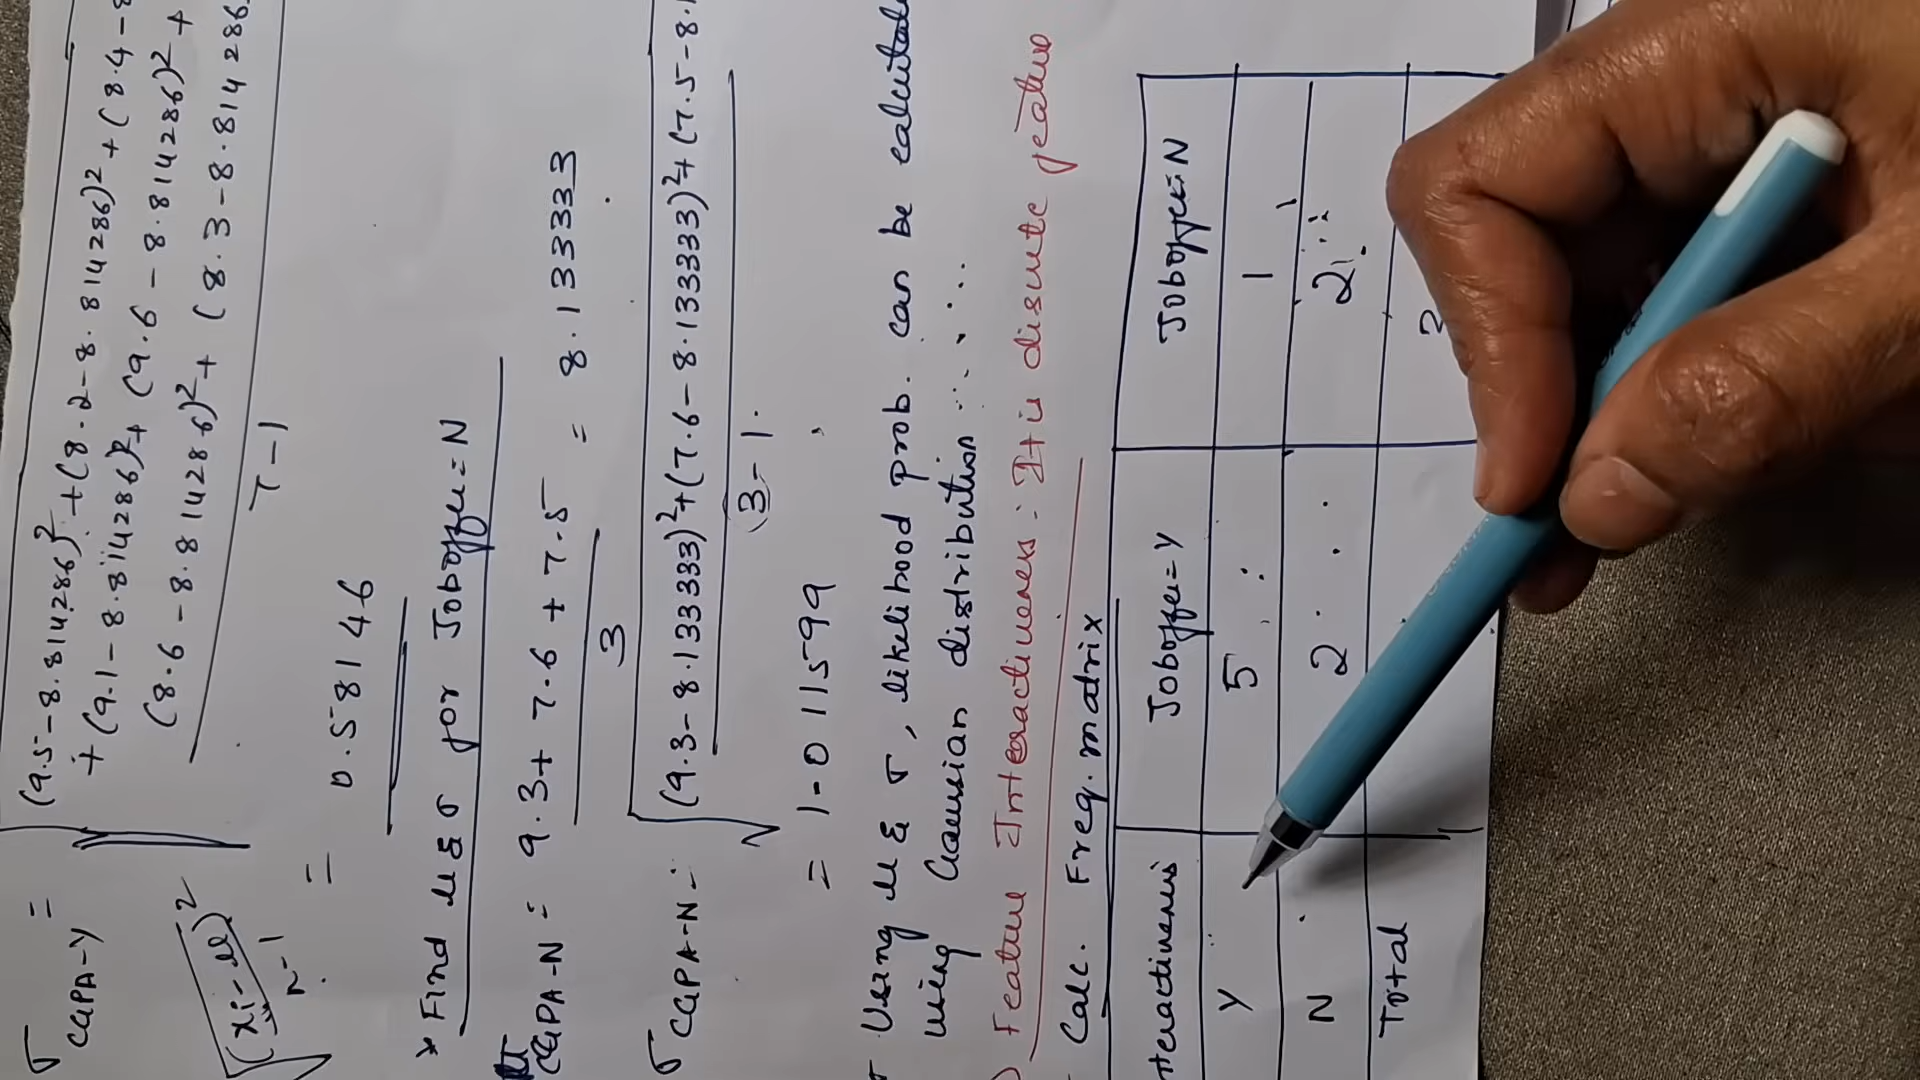 σ CGPA-Y = √ (9.5-8.814286)² + (8.2-8.814286)² + (8.4-8
+ (9.1-8.814286)² + (9.6-8.814286)² +
(8.6-8.814286)² + (8.3-8.814286
7-1
√ (xi-μ)²
n-1
= 0.58146
* Find μ & σ for Joboffer=N
CGPA-N = 9.3+7.6+7.5 = 8.133333
3
σ CGPA-N = √ (9.3-8.133333)²+(7.6-8.133333)²+(7.5-8.1
(3-1
= 1.011599
Using μ & σ, likelihood prob. can be calculated
using Gaussian distribution
Feature Interactiveness: It is discrete feature
Calc. Freq. matrix
nteractiveness Joboffer=Y Joboffer=N
Y 5 1
N 2 2
Total